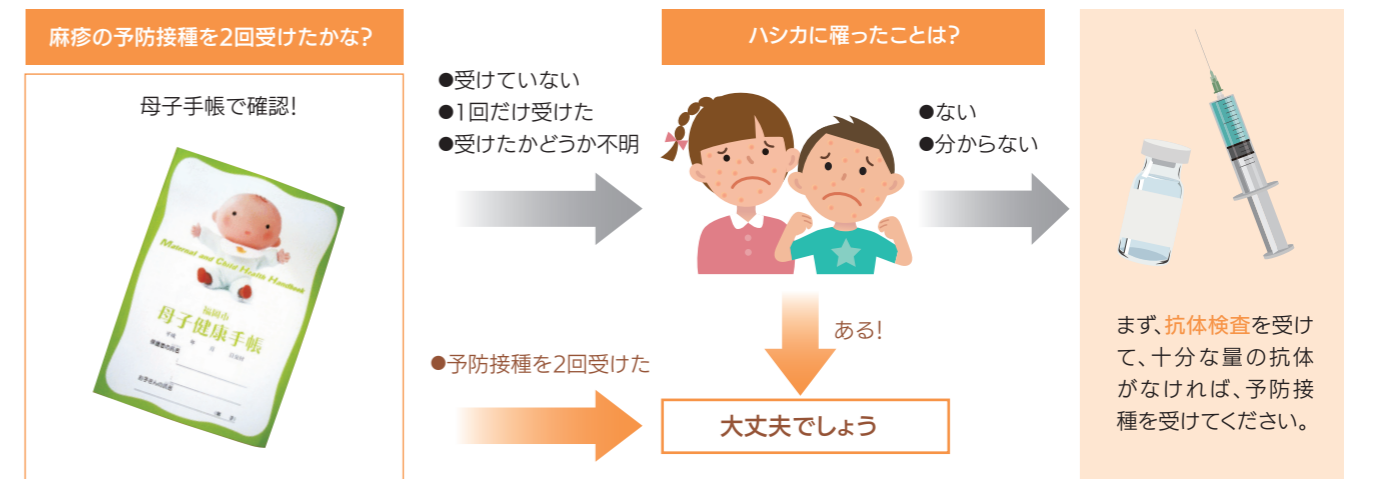 麻疹の予防接種を2回受けたかな?
母子手帳で確認!
Maternal and Child Health Handbook
福岡市
母子健康手帳
●受けていない
●1回だけ受けた
●受けたかどうか不明
●予防接種を2回受けた
ハシカに罹ったことは?
●ない
●分からない
ある!
大丈夫でしょう
まず、抗体検査を受け
て、十分な量の抗体
がなければ、予防接
種を受けてください。